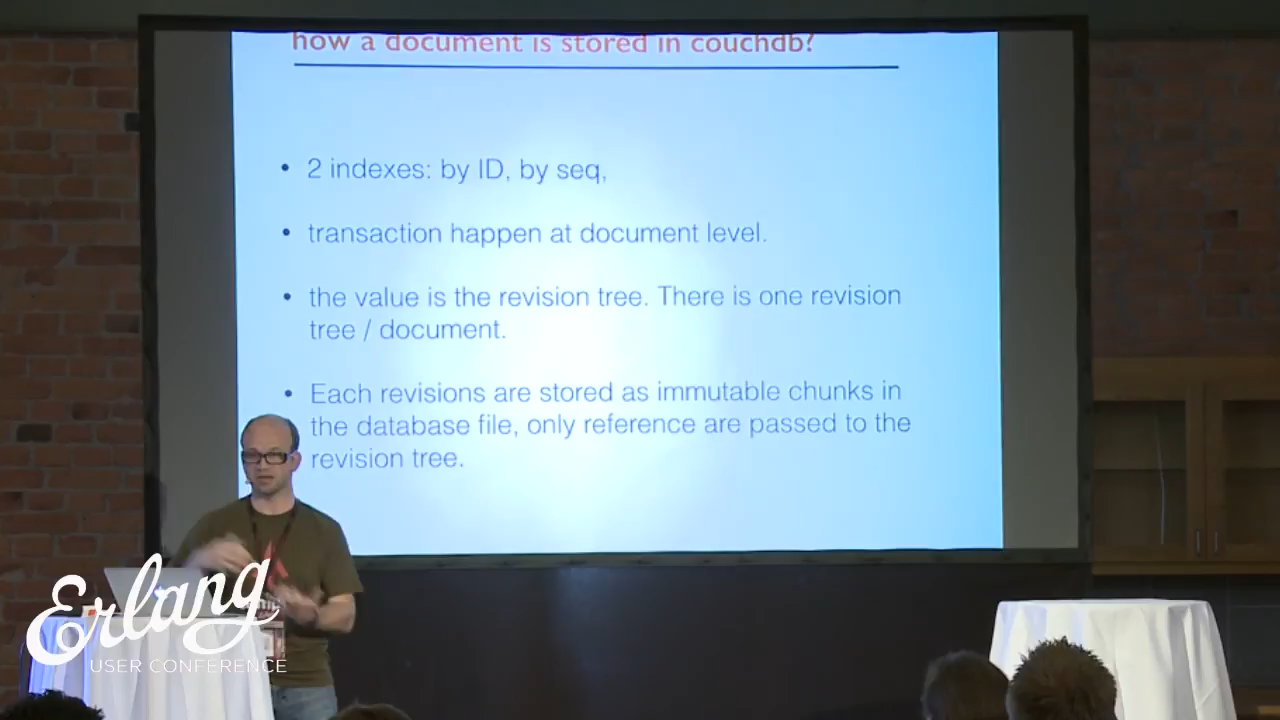 how a document is stored in couchdb?
• 2 indexes: by ID, by seq,
• transaction happen at document level.
• the value is the revision tree. There is one revision
tree / document.
• Each revisions are stored as immutable chunks in
the database file, only reference are passed to the
revision tree.
Erlang
USER CONFERENCE